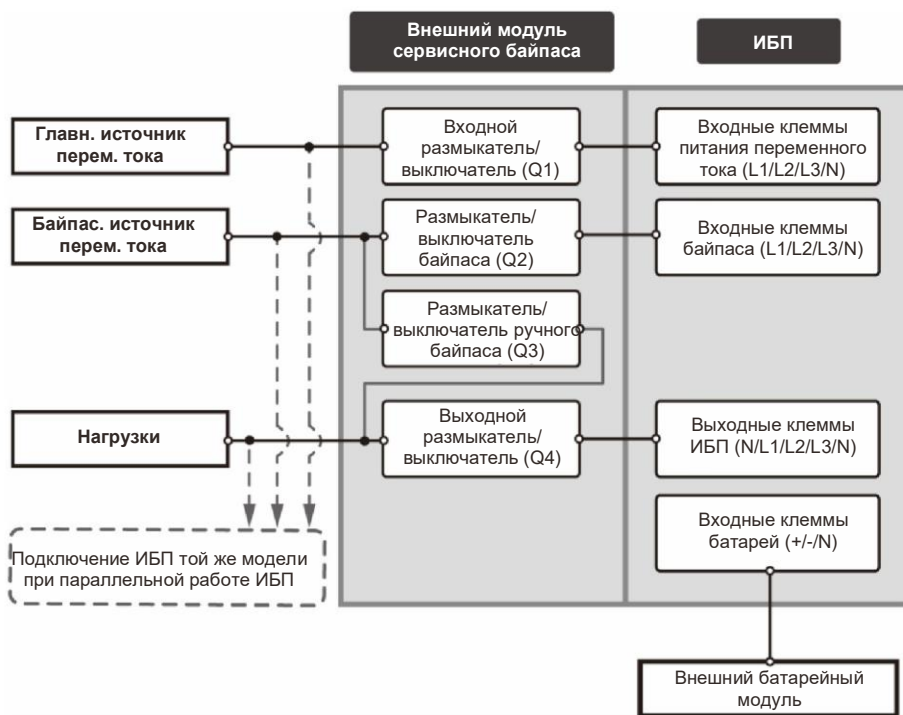 Внешний модуль
сервисного байпаса
ИБП
Главн. источник
перем. тока
Входной
размыкатель/
выключатель (Q1)
Входные клеммы
питания переменного
тока (L1/L2/L3/N)
Байпас. источник
перем. тока
Размыкатель/
выключатель
байпаса (Q2)
Входные клеммы
байпаса (L1/L2/L3/N)
Размыкатель/
выключатель ручного
байпаса (Q3)
Нагрузки
Выходной
размыкатель/
выключатель (Q4)
Выходные клеммы
ИБП (N/L1/L2/L3/N)
Подключение ИБП той же модели
при параллельной работе ИБП
Входные клеммы
батарей (+/-/N)
Внешний батарейный
модуль